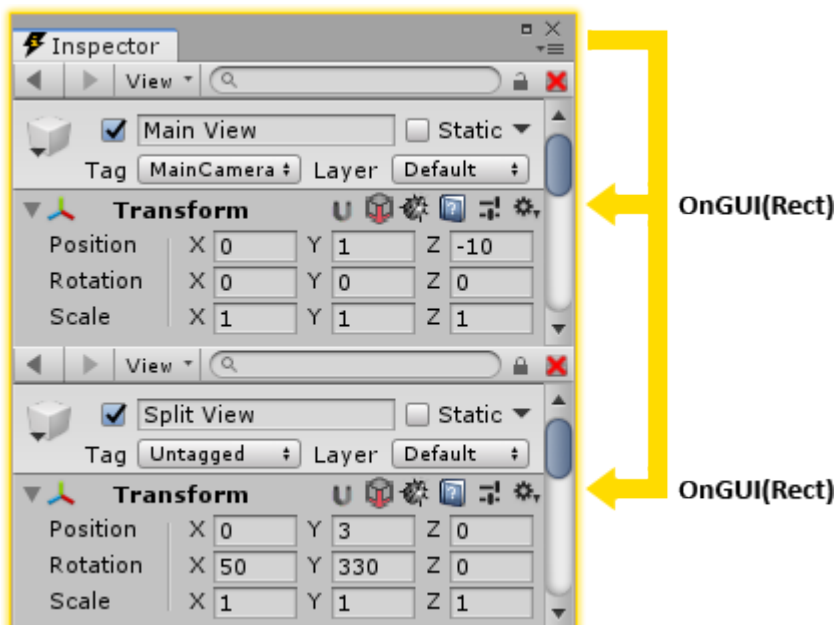 Inspector
View
Main View Static
Tag MainCamera Layer Default
Transform
Position X 0 Y 1 Z -10
Rotation X 0 Y 0 Z 0
Scale X 1 Y 1 Z 1
OnGUI(Rect)
View
Split View Static
Tag Untagged Layer Default
Transform
Position X 0 Y 3 Z 0
Rotation X 50 Y 330 Z 0
Scale X 1 Y 1 Z 1
OnGUI(Rect)